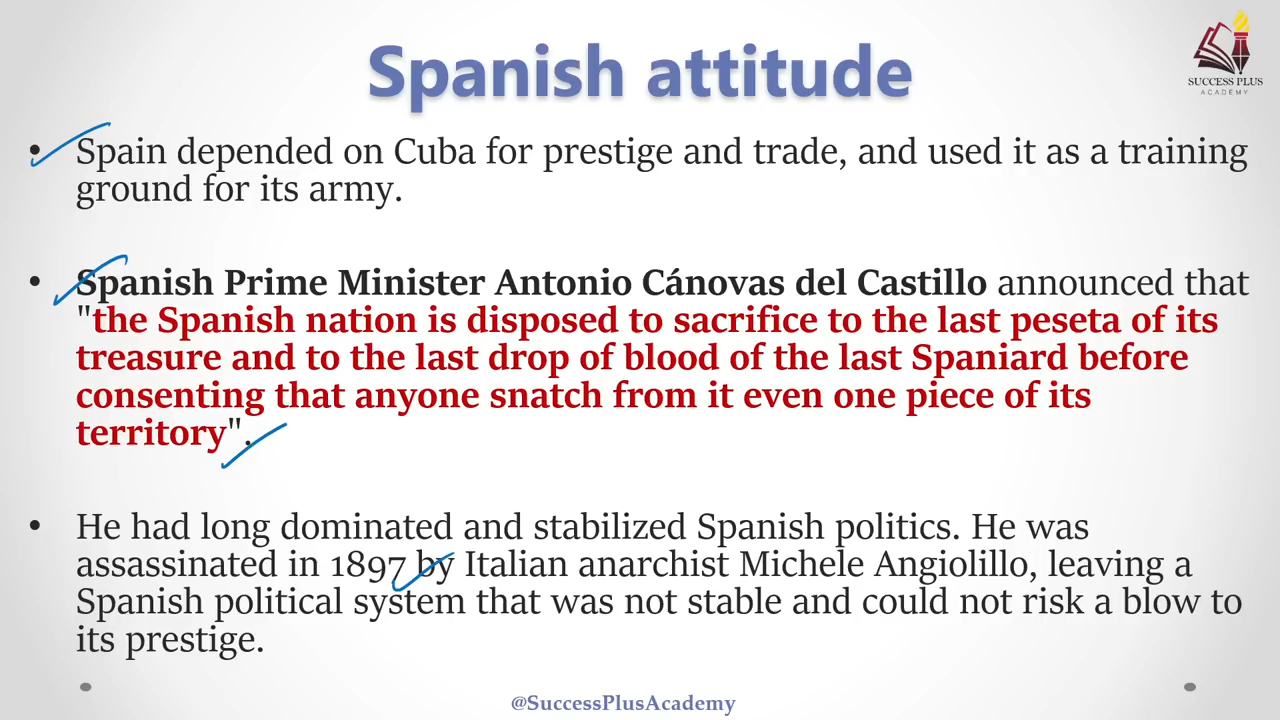 Spanish attitude
SUCCESS PLUS
ACADEMY
• Spain depended on Cuba for prestige and trade, and used it as a training
ground for its army.
• Spanish Prime Minister Antonio Cánovas del Castillo announced that
"the Spanish nation is disposed to sacrifice to the last peseta of its
treasure and to the last drop of blood of the last Spaniard before
consenting that anyone snatch from it even one piece of its
territory".
• He had long dominated and stabilized Spanish politics. He was
assassinated in 1897 by Italian anarchist Michele Angiolillo, leaving a
Spanish political system that was not stable and could not risk a blow to
its prestige.
@SuccessPlusAcademy